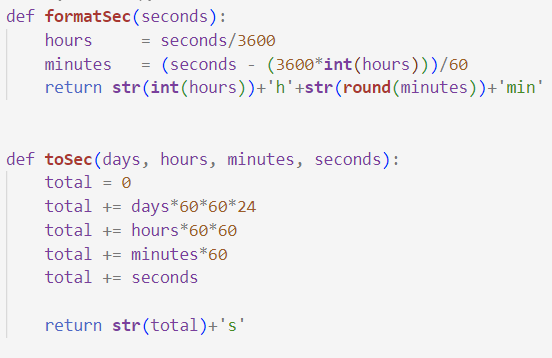 def formatSec(seconds):
    hours     = seconds/3600
    minutes   = (seconds - (3600*int(hours)))/60
    return str(int(hours))+'h'+str(round(minutes))+'min'
def toSec(days, hours, minutes, seconds):
    total = 0
    total += days*60*60*24
    total += hours*60*60
    total += minutes*60
    total += seconds
    return str(total)+'s'